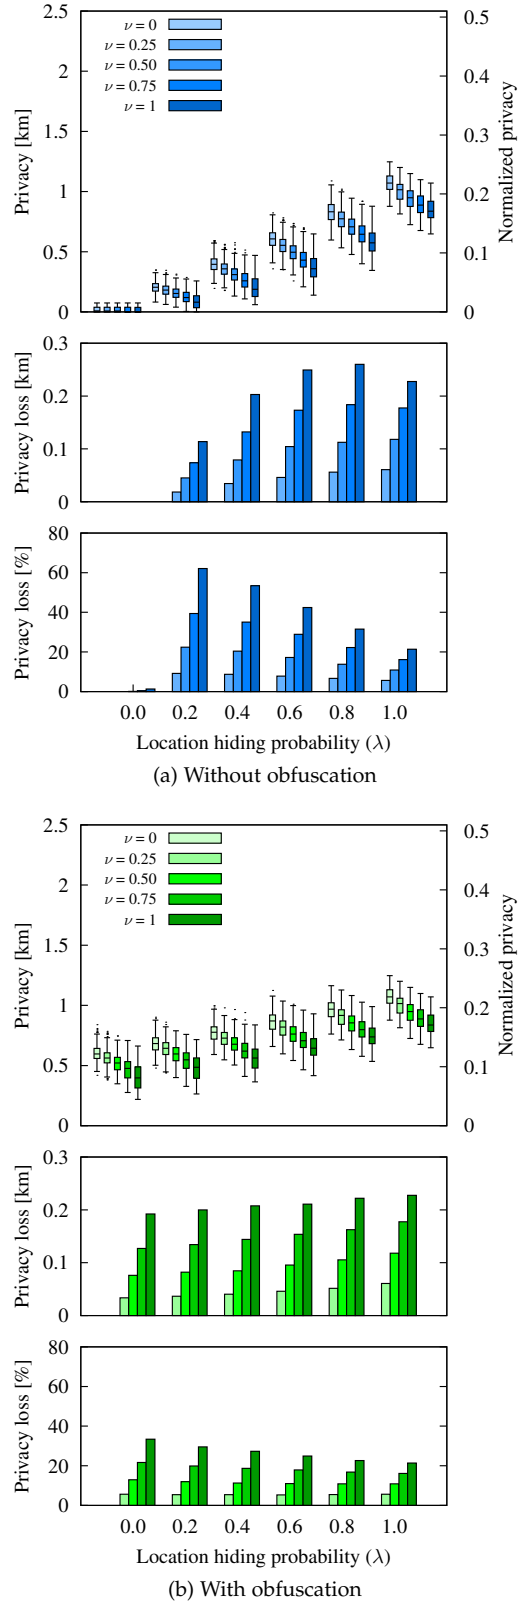 2.5
2
1.5
1
0.5
0
Privacy [km]
0.5
0.4
0.3
0.2
0.1
0
Normalized privacy
ν = 0
ν = 0.25
ν = 0.50
ν = 0.75
ν = 1
0.3
0.2
0.1
0
Privacy loss [km]
80
60
40
20
0
Privacy loss [%]
0.0 0.2 0.4 0.6 0.8 1.0
Location hiding probability (λ)
(a) Without obfuscation
2.5
2
1.5
1
0.5
0
Privacy [km]
0.5
0.4
0.3
0.2
0.1
0
Normalized privacy
ν = 0
ν = 0.25
ν = 0.50
ν = 0.75
ν = 1
0.3
0.2
0.1
0
Privacy loss [km]
80
60
40
20
0
Privacy loss [%]
0.0 0.2 0.4 0.6 0.8 1.0
Location hiding probability (λ)
(b) With obfuscation